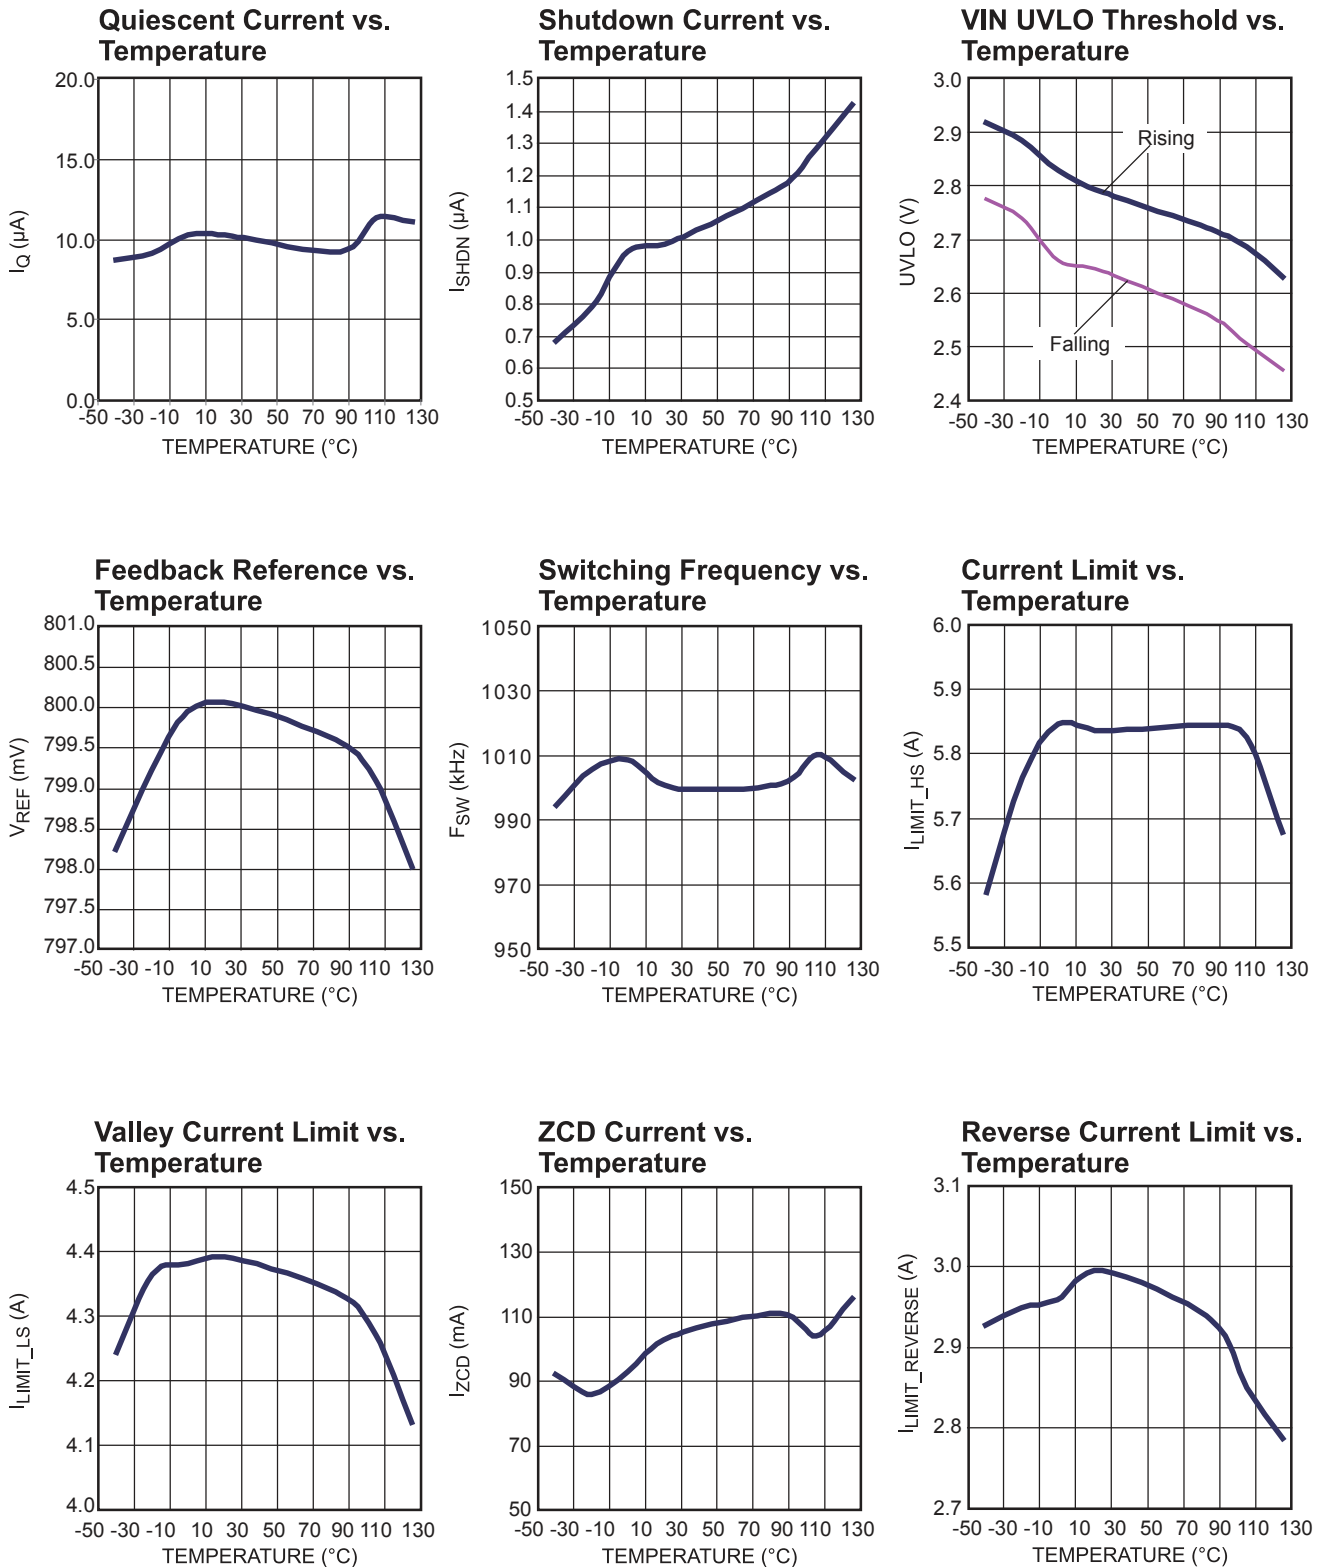 Quiescent Current vs.
Temperature
20.0
15.0
10.0
5.0
0.0
IQ (µA)
-50 -30 -10 10 30 50 70 90 110 130
TEMPERATURE (°C)
Shutdown Current vs.
Temperature
1.5
1.4
1.3
1.2
1.1
1.0
0.9
0.8
0.7
0.6
0.5
ISHDN (µA)
-50 -30 -10 10 30 50 70 90 110 130
TEMPERATURE (°C)
VIN UVLO Threshold vs.
Temperature
3.0
2.9
2.8
2.7
2.6
2.5
2.4
UVLO (V)
Rising
Falling
-50 -30 -10 10 30 50 70 90 110 130
TEMPERATURE (°C)
Feedback Reference vs.
Temperature
801.0
800.5
800.0
799.5
799.0
798.5
798.0
797.5
797.0
VREF (mV)
-50 -30 -10 10 30 50 70 90 110 130
TEMPERATURE (°C)
Switching Frequency vs.
Temperature
1050
1030
1010
990
970
950
FSW (kHz)
-50 -30 -10 10 30 50 70 90 110 130
TEMPERATURE (°C)
Current Limit vs.
Temperature
6.0
5.9
5.8
5.7
5.6
5.5
ILIMIT_HS (A)
-50 -30 -10 10 30 50 70 90 110 130
TEMPERATURE (°C)
Valley Current Limit vs.
Temperature
4.5
4.4
4.3
4.2
4.1
4.0
ILIMIT_LS (A)
-50 -30 -10 10 30 50 70 90 110 130
TEMPERATURE (°C)
ZCD Current vs.
Temperature
150
130
110
90
70
50
IZCD (mA)
-50 -30 -10 10 30 50 70 90 110 130
TEMPERATURE (°C)
Reverse Current Limit vs.
Temperature
3.1
3.0
2.9
2.8
2.7
ILIMIT_REVERSE (A)
-50 -30 -10 10 30 50 70 90 110 130
TEMPERATURE (°C)